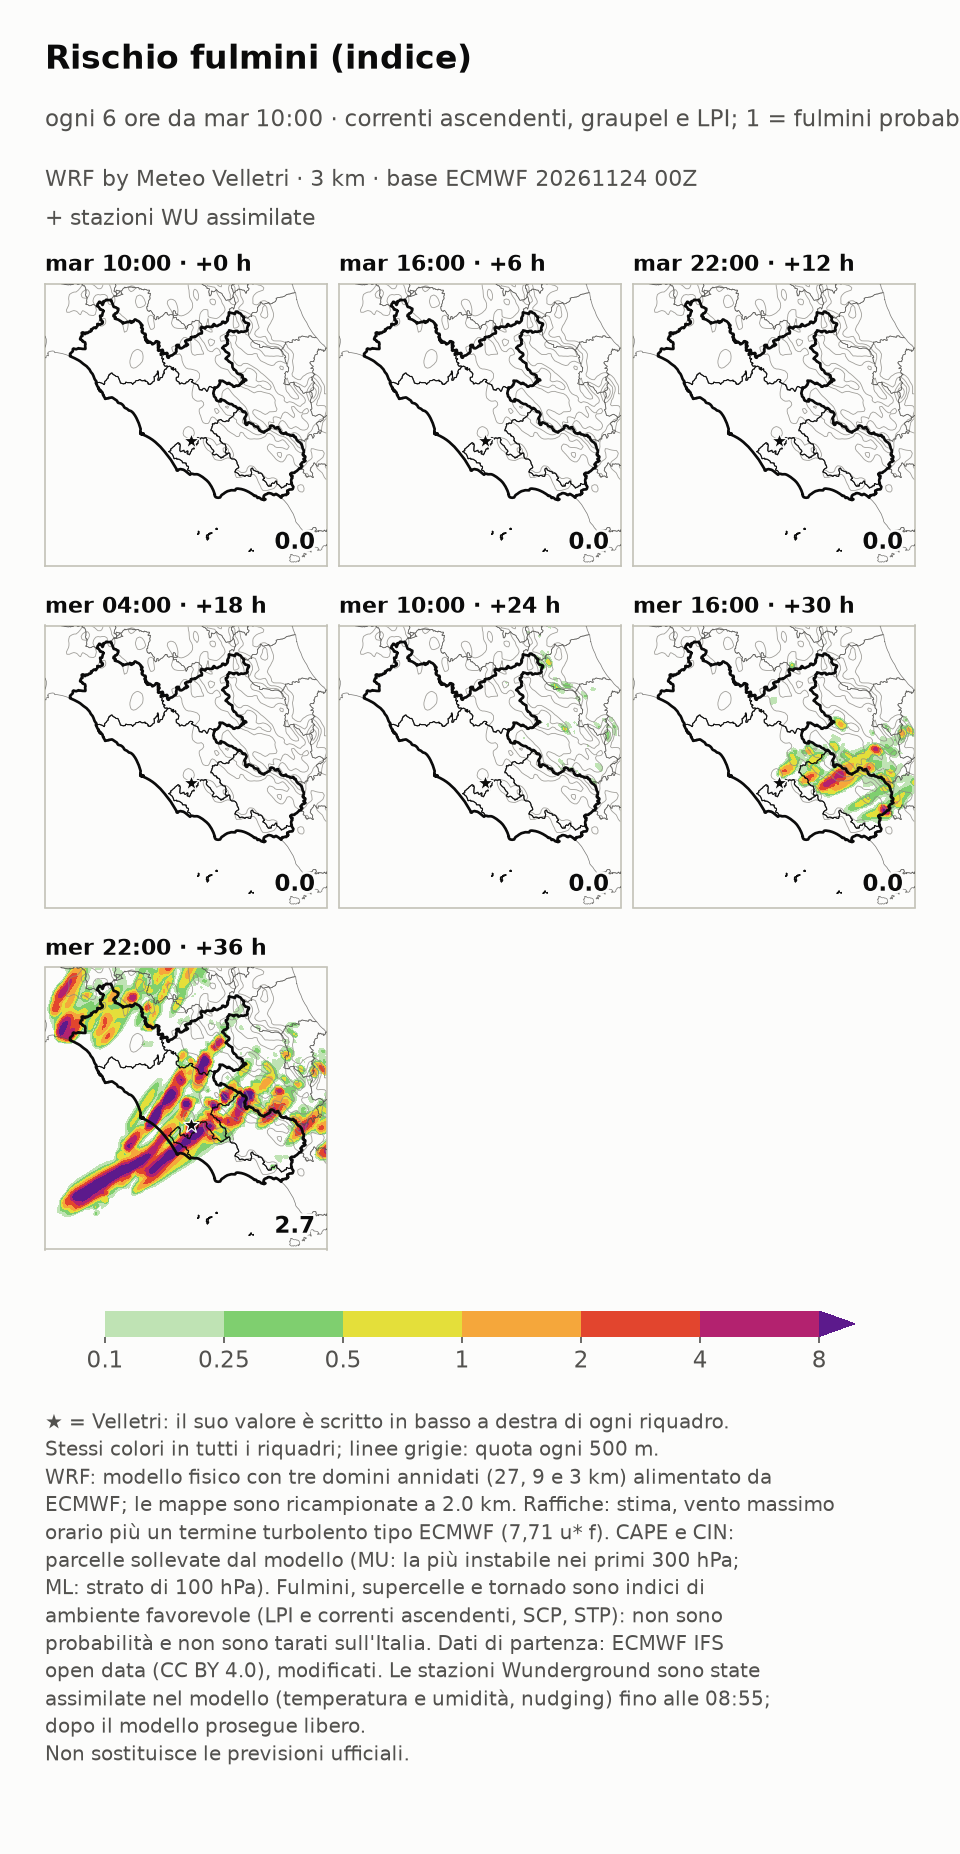 Rischio fulmini (indice)
ogni 6 ore da mar 10:00 · correnti ascendenti, graupel e LPI; 1 = fulmini probab
WRF by Meteo Velletri · 3 km · base ECMWF 20261124 00Z
+ stazioni WU assimilate
mar 10:00 · +0 h
mar 16:00 · +6 h
mar 22:00 · +12 h
0.0
0.0
0.0
mer 04:00 · +18 h
mer 10:00 · +24 h
mer 16:00 · +30 h
0.0
0.0
0.0
mer 22:00 · +36 h
2.7
0.1 0.25 0.5 1 2 4 8
★ = Velletri: il suo valore è scritto in basso a destra di ogni riquadro.
Stessi colori in tutti i riquadri; linee grigie: quota ogni 500 m.
WRF: modello fisico con tre domini annidati (27, 9 e 3 km) alimentato da
ECMWF; le mappe sono ricampionate a 2.0 km. Raffiche: stima, vento massimo
orario più un termine turbolento tipo ECMWF (7,71 u* f). CAPE e CIN:
parcelle sollevate dal modello (MU: la più instabile nei primi 300 hPa;
ML: strato di 100 hPa). Fulmini, supercelle e tornado sono indici di
ambiente favorevole (LPI e correnti ascendenti, SCP, STP): non sono
probabilità e non sono tarati sull'Italia. Dati di partenza: ECMWF IFS
open data (CC BY 4.0), modificati. Le stazioni Wunderground sono state
assimilate nel modello (temperatura e umidità, nudging) fino alle 08:55;
dopo il modello prosegue libero.
Non sostituisce le previsioni ufficiali.